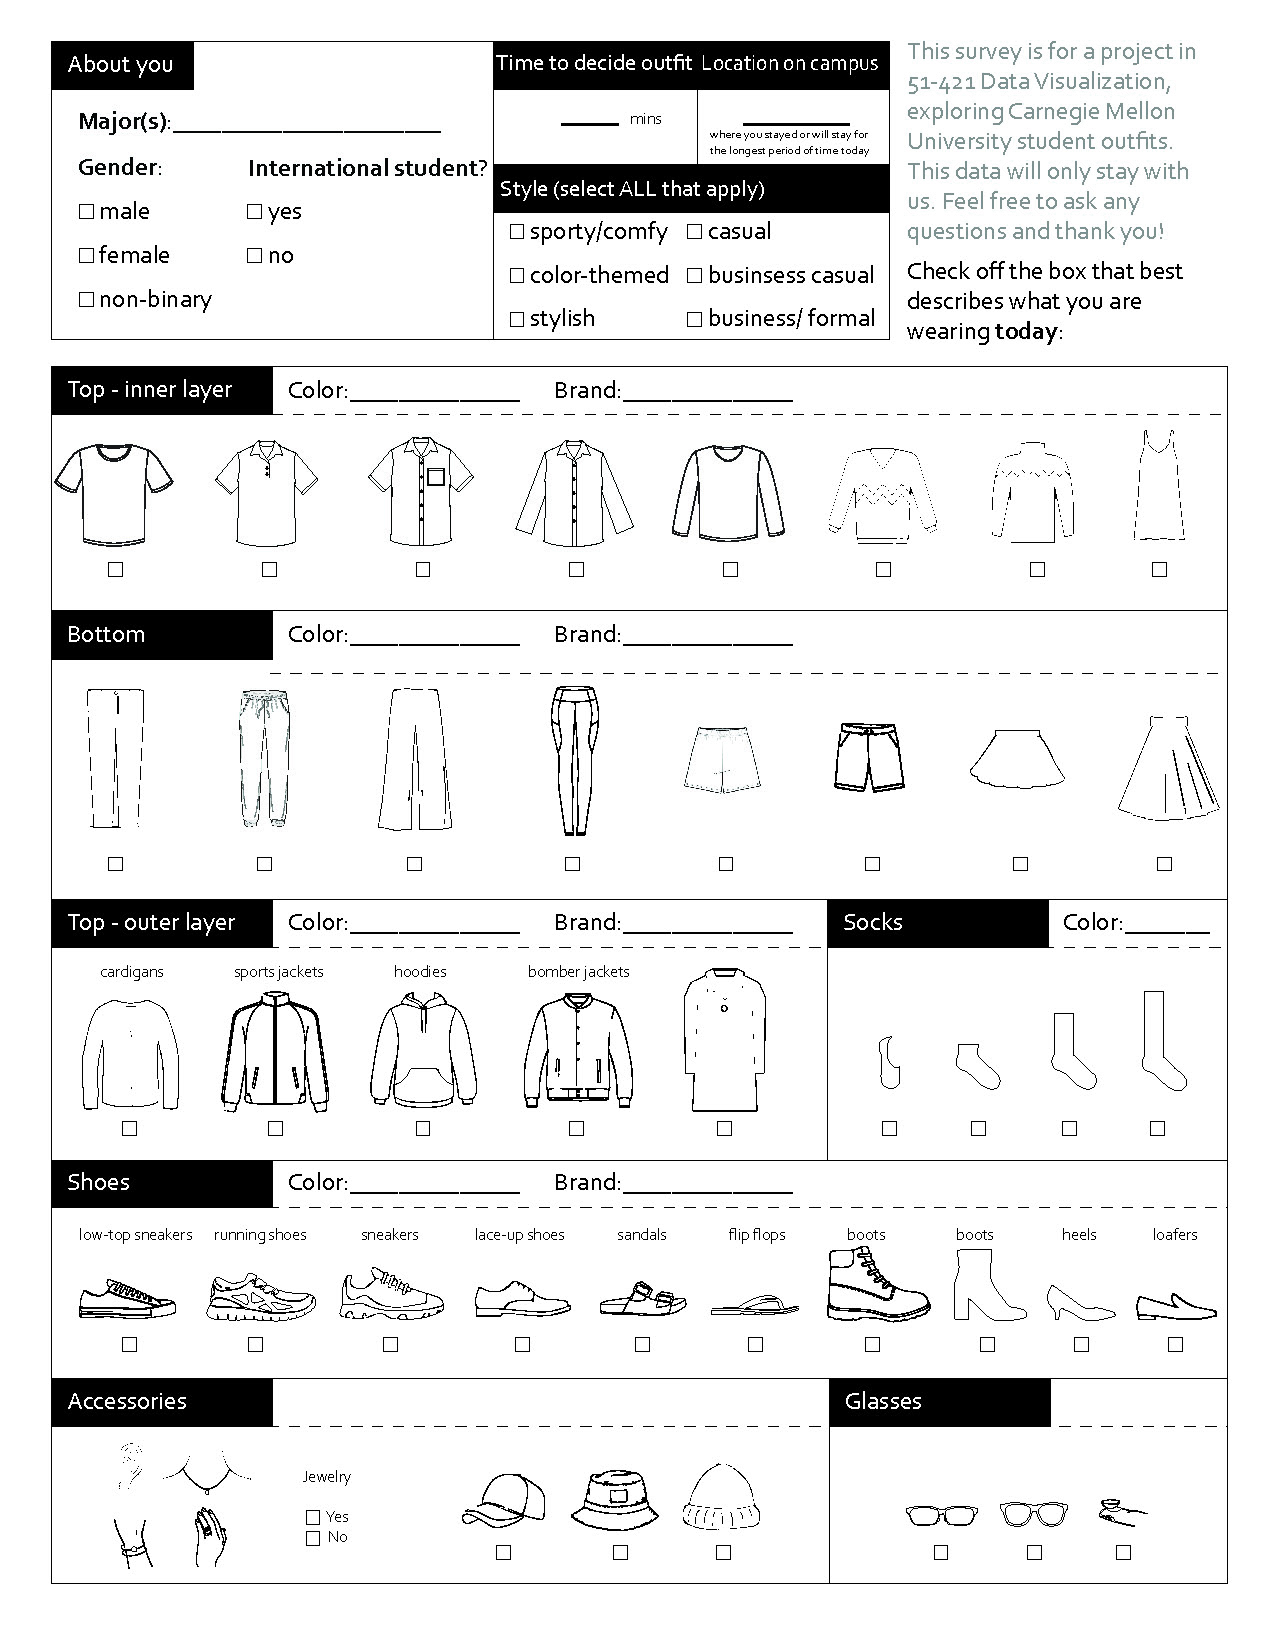 About you
Major(s):______________________
Gender:
International student?
☐ male
☐ yes
☐ female
☐ no
☐ non-binary
Time to decide outfit
Location on campus
_____ mins
_________
where you stayed or will stay for
the longest period of time today
Style (select ALL that apply)
☐ sporty/comfy ☐ casual
☐ color-themed ☐ businsess casual
☐ stylish ☐ business/ formal
This survey is for a project in
51-421 Data Visualization,
exploring Carnegie Mellon
University student outfits.
This data will only stay with
us. Feel free to ask any
questions and thank you!
Check off the box that best
describes what you are
wearing today:
Top - inner layer
Color:______________ Brand:______________
Bottom
Color:______________ Brand:______________
Top - outer layer
Color:______________ Brand:______________
cardigans sports jackets hoodies bomber jackets
Socks
Color:_______
Shoes
Color:______________ Brand:______________
low-top sneakers running shoes sneakers lace-up shoes sandals flip flops boots boots heels loafers
Accessories
Jewelry
☐ Yes
☐ No
Glasses